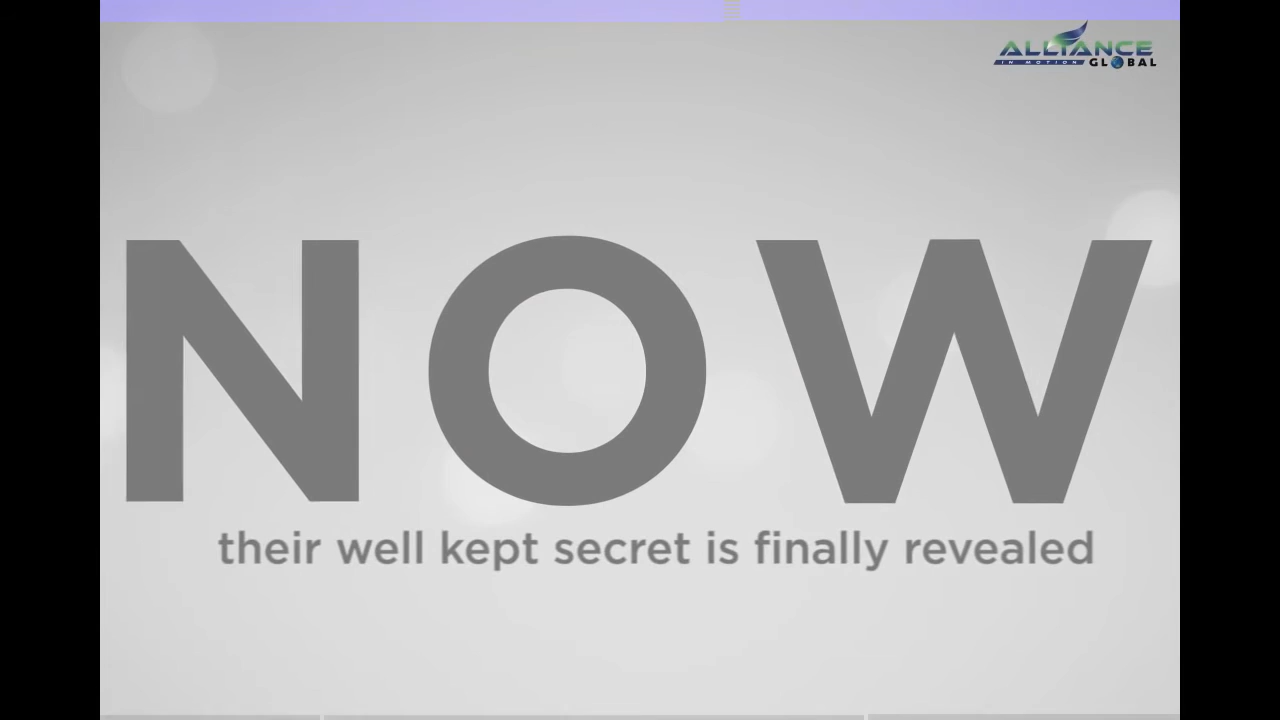 ALLIANCE
IN MOTION GLOBAL
NOW
their well kept secret is finally revealed